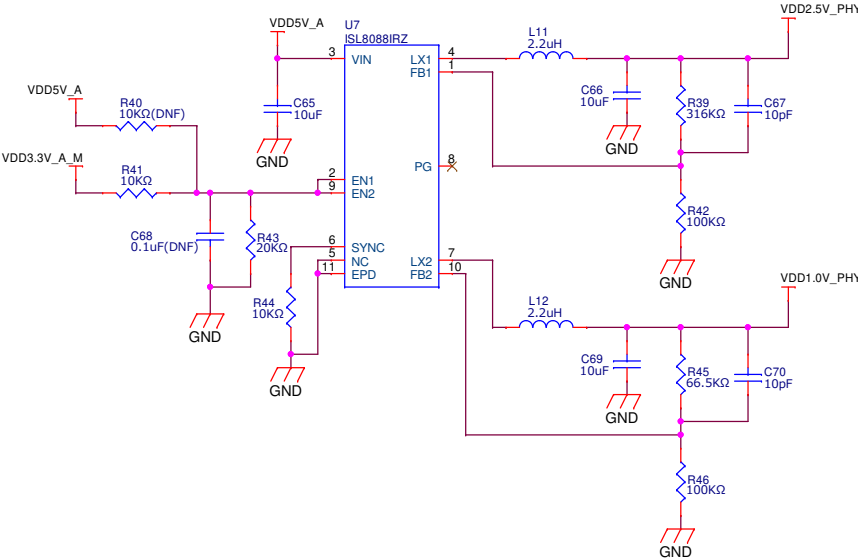 VDD5V_A
U7
ISL8088IRZ
3
VIN
LX1
4
FB1
1
L11
2.2uH
VDD2.5V_PHY
C65
10uF
GND
C66
10uF
GND
R39
316KΩ
C67
10pF
VDD5V_A
R40
10KΩ(DNF)
VDD3.3V_A_M
R41
10KΩ
PG
8
2
EN1
9
EN2
R42
100KΩ
GND
C68
0.1uF(DNF)
R43
20KΩ
GND
6
SYNC
5
NC
11
EPD
LX2
7
FB2
10
R44
10KΩ
GND
L12
2.2uH
VDD1.0V_PHY
C69
10uF
GND
R45
66.5KΩ
C70
10pF
R46
100KΩ
GND